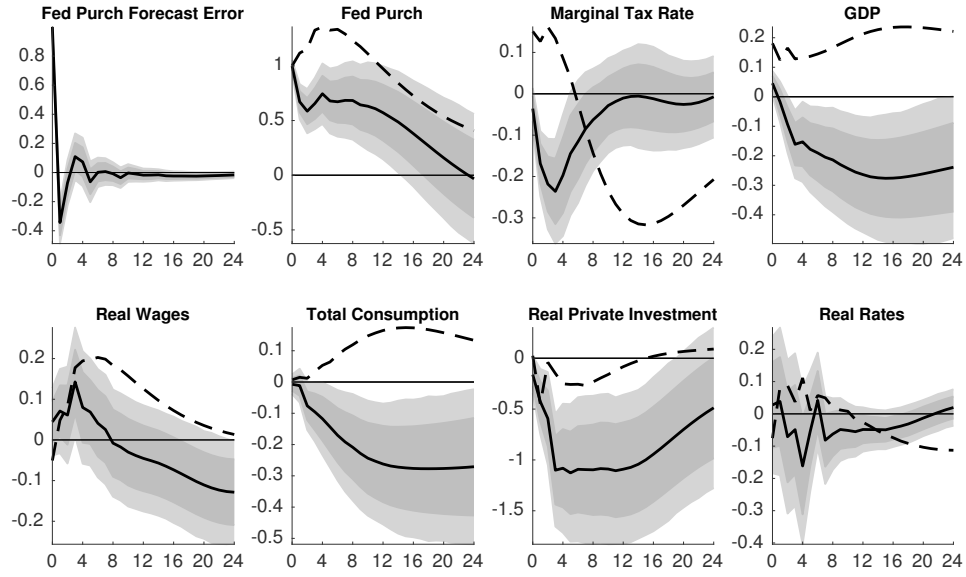 Fed Purch Forecast Error
0.8
0.6
0.4
0.2
0
-0.2
-0.4
0 4 8 12 16 20 24
Fed Purch
1
0.5
0
-0.5
0 4 8 12 16 20 24
Marginal Tax Rate
0.1
0
-0.1
-0.2
-0.3
0 4 8 12 16 20 24
GDP
0.2
0.1
0
-0.1
-0.2
-0.3
-0.4
0 4 8 12 16 20 24
Real Wages
0.2
0.1
0
-0.1
-0.2
0 4 8 12 16 20 24
Total Consumption
0.1
0
-0.1
-0.2
-0.3
-0.4
-0.5
0 4 8 12 16 20 24
Real Private Investment
0
-0.5
-1
-1.5
0 4 8 12 16 20 24
Real Rates
0.2
0.1
0
-0.1
-0.2
-0.3
-0.4
0 4 8 12 16 20 24